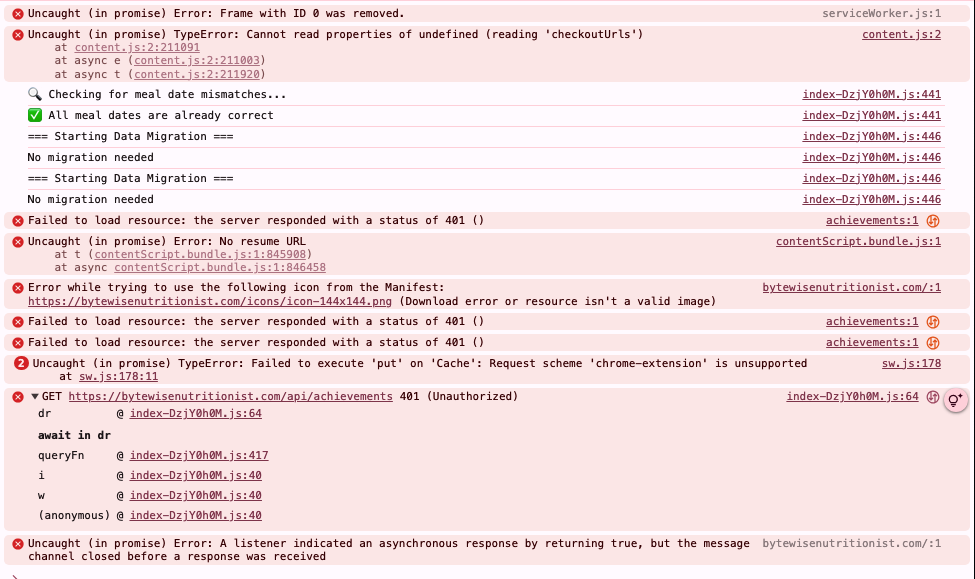 Uncaught (in promise) Error: Frame with ID 0 was removed. serviceWorker.js:1
Uncaught (in promise) TypeError: Cannot read properties of undefined (reading 'checkoutUrls') content.js:2
at content.js:2:211091
at async e (content.js:2:211003)
at async t (content.js:2:211920)
🔍 Checking for meal date mismatches... index-DzjY0h0M.js:441
✅ All meal dates are already correct index-DzjY0h0M.js:441
=== Starting Data Migration === index-DzjY0h0M.js:446
No migration needed index-DzjY0h0M.js:446
=== Starting Data Migration === index-DzjY0h0M.js:446
No migration needed index-DzjY0h0M.js:446
Failed to load resource: the server responded with a status of 401 () achievements:1
Uncaught (in promise) Error: No resume URL contentScript.bundle.js:1
at t (contentScript.bundle.js:1:845908)
at async contentScript.bundle.js:1:846458
Error while trying to use the following icon from the Manifest: bytewisenutritionist.com/:1
https://bytewisenutritionist.com/icons/icon-144x144.png (Download error or resource isn't a valid image)
Failed to load resource: the server responded with a status of 401 () achievements:1
Failed to load resource: the server responded with a status of 401 () achievements:1
2 Uncaught (in promise) TypeError: Failed to execute 'put' on 'Cache': Request scheme 'chrome-extension' is unsupported sw.js:178
at sw.js:178:11
▼GET https://bytewisenutritionist.com/api/achievements 401 (Unauthorized) index-DzjY0h0M.js:64
dr @ index-DzjY0h0M.js:64
await in dr
queryFn @ index-DzjY0h0M.js:417
i @ index-DzjY0h0M.js:40
w @ index-DzjY0h0M.js:40
(anonymous) @ index-DzjY0h0M.js:40
Uncaught (in promise) Error: A listener indicated an asynchronous response by returning true, but the message bytewisenutritionist.com/:1
channel closed before a response was received